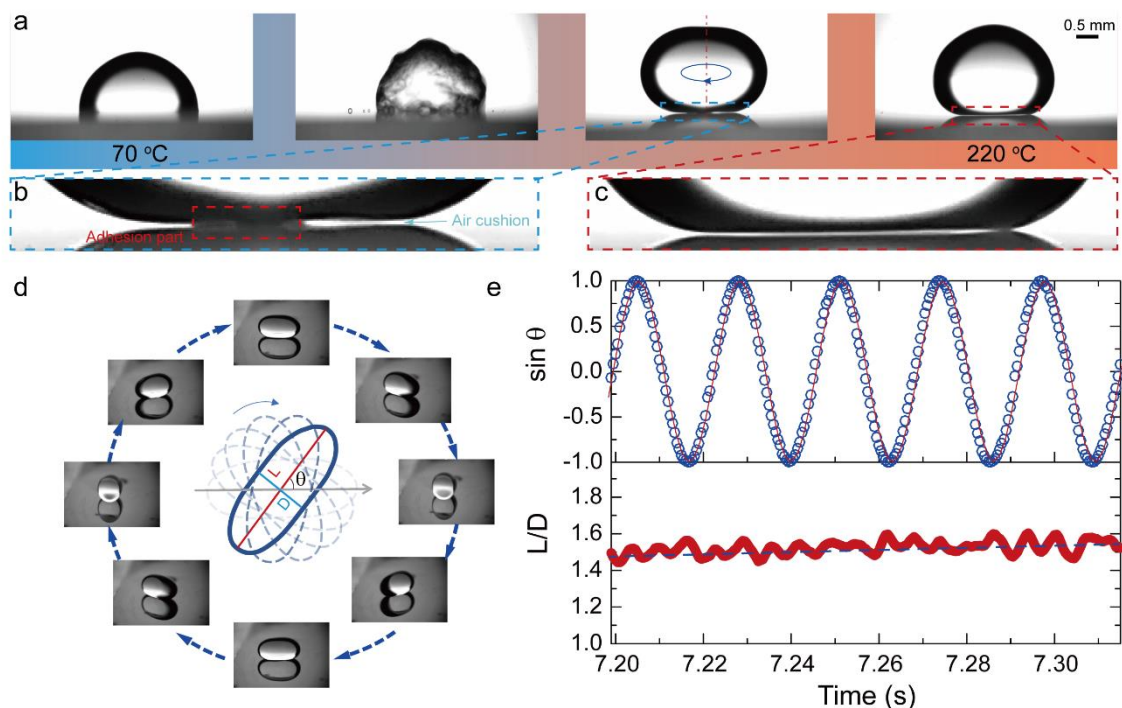 a
0.5 mm
70 °C
220 °C
b
Adhesion part
Air cushion
c
d
L
θ
D
e
1.0
0.5
0.0
-0.5
-1.0
sin θ
1.8
1.6
1.4
1.2
1.0
L/D
7.20 7.22 7.24 7.26 7.28 7.30
Time (s)